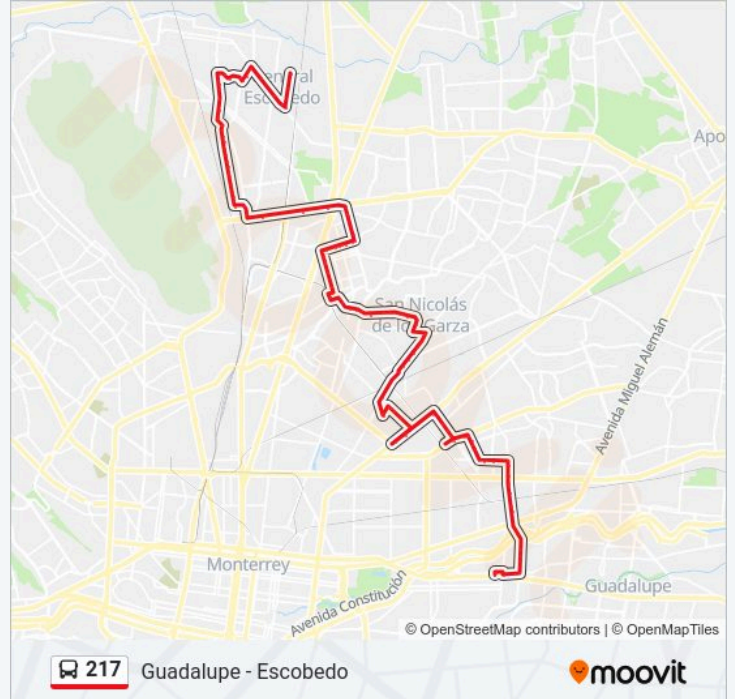 General
Escobedo
Apo
San Nicolás
de los Garza
Avenida Miguel Alemán
Monterrey
Avenida Constitución
Guadalupe
© OpenStreetMap contributors | © OpenMapTiles
217 Guadalupe - Escobedo
moovit